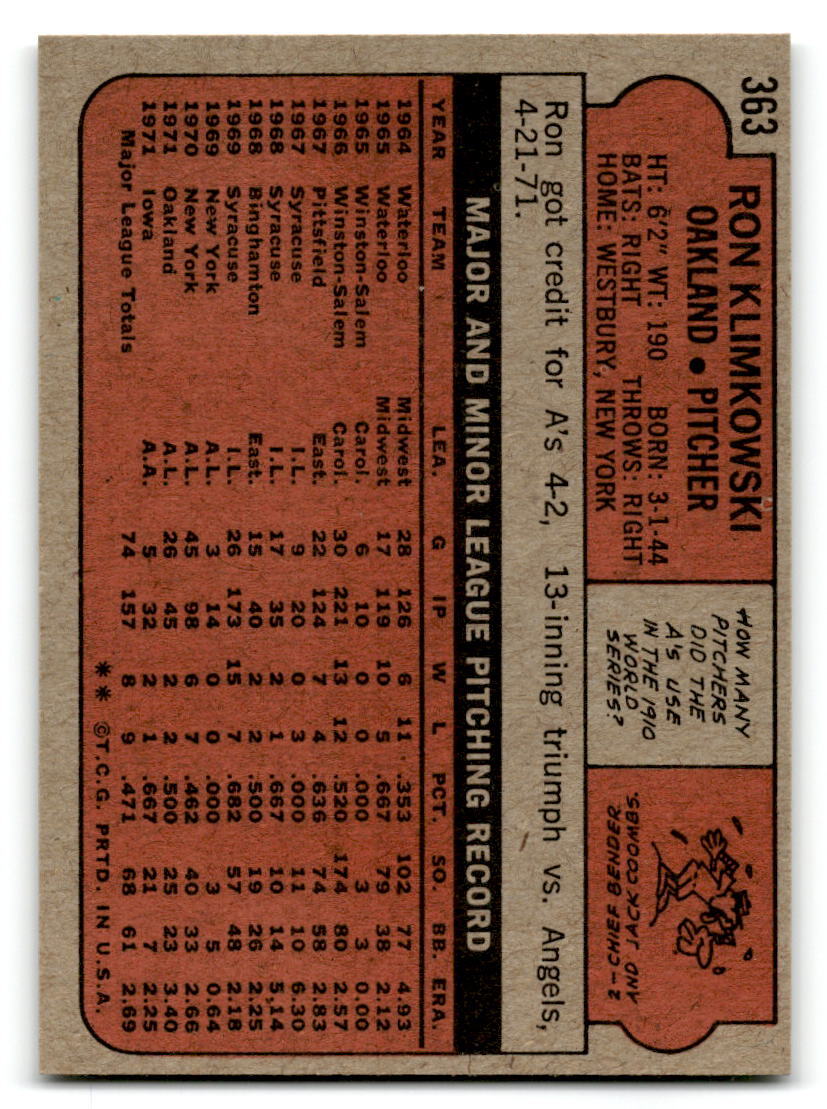 363
RON KLIMKOWSKI
OAKLAND • PITCHER
HT: 6'2" WT: 190 BORN: 3-1-44
BATS: RIGHT THROWS: RIGHT
HOME: WESTBURY, NEW YORK
HOW MANY
PITCHERS
DID THE
A'S USE
IN THE 1910
WORLD
SERIES?
2—CHIEF BENDER
AND JACK COOMBS.
Ron got credit for A's 4-2, 13-inning triumph vs. Angels,
4-21-71.
MAJOR AND MINOR LEAGUE PITCHING RECORD
YEAR TEAM LEA. G IP W L PCT. SO. BB. ERA.
1964 Waterloo Midwest 28 126 6 11 .353 102 77 4.93
1965 Waterloo Midwest 17 119 10 5 .667 79 38 2.12
1965 Winston-Salem Carol. 6 10 0 0 .000 3 3 0.00
1966 Winston-Salem Carol. 30 221 13 12 .520 174 80 2.57
1967 Pittsfield East. 22 124 7 4 .636 74 58 2.83
1967 Syracuse I.L. 9 20 0 3 .000 11 10 6.30
1968 Syracuse I.L. 17 35 2 1 .667 10 14 5.14
1968 Binghamton East. 15 40 2 2 .500 19 26 2.25
1969 Syracuse I.L. 26 173 15 7 .682 57 48 2.18
1969 New York A.L. 3 14 0 0 .000 3 5 0.64
1970 New York A.L. 45 98 6 7 .462 40 33 2.66
1971 Oakland A.L. 26 45 2 2 .500 25 23 3.40
1971 Iowa A.A. 5 32 2 1 .667 21 7 2.25
Major League Totals 74 157 8 9 .471 68 61 2.69
** ©T.C.G. PRTD. IN U.S.A.